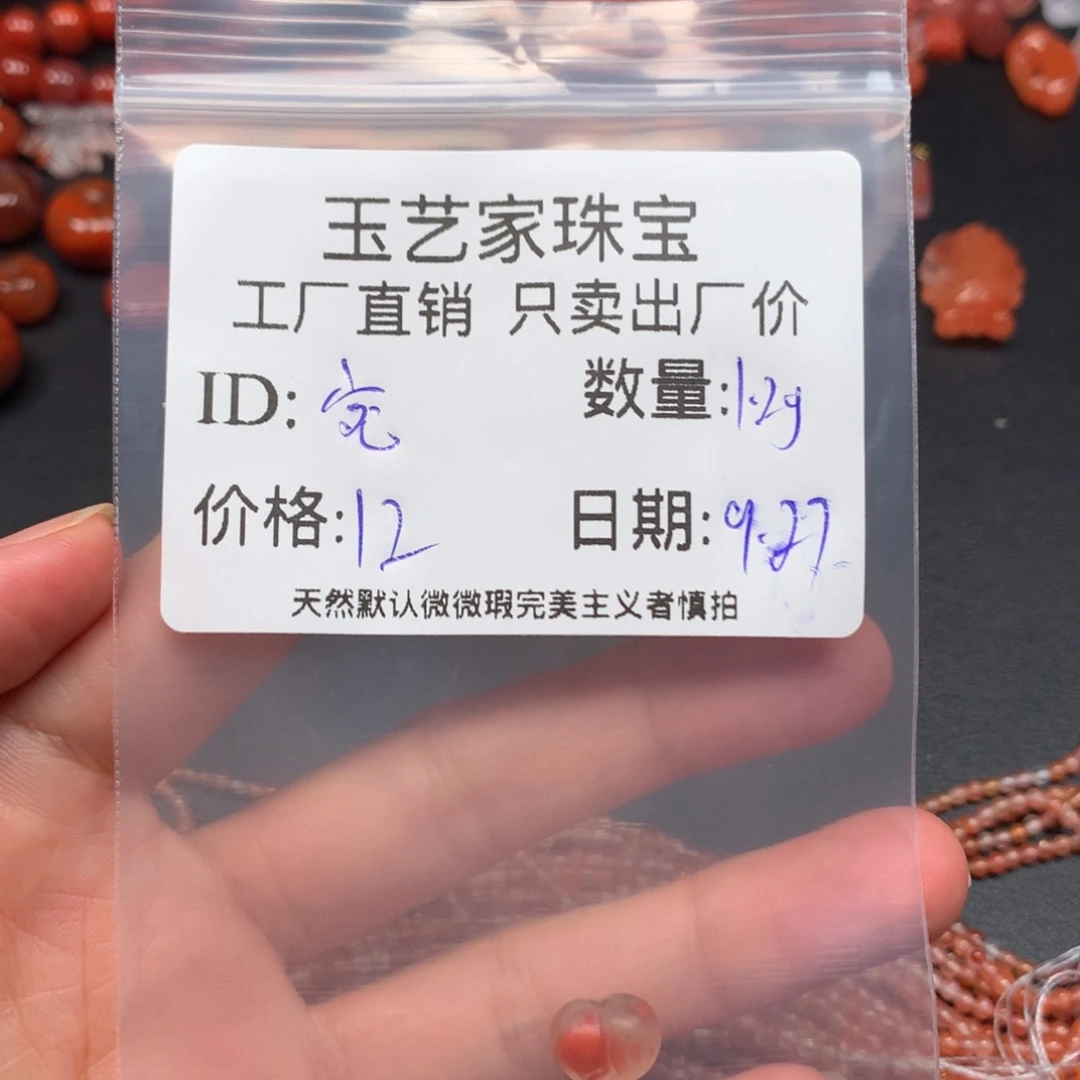 玉艺家珠宝
工厂直销 只卖出厂价
ID: 完 数量:1.2g
价格:12 日期:9.27
天然默认微微瑕完美主义者慎拍